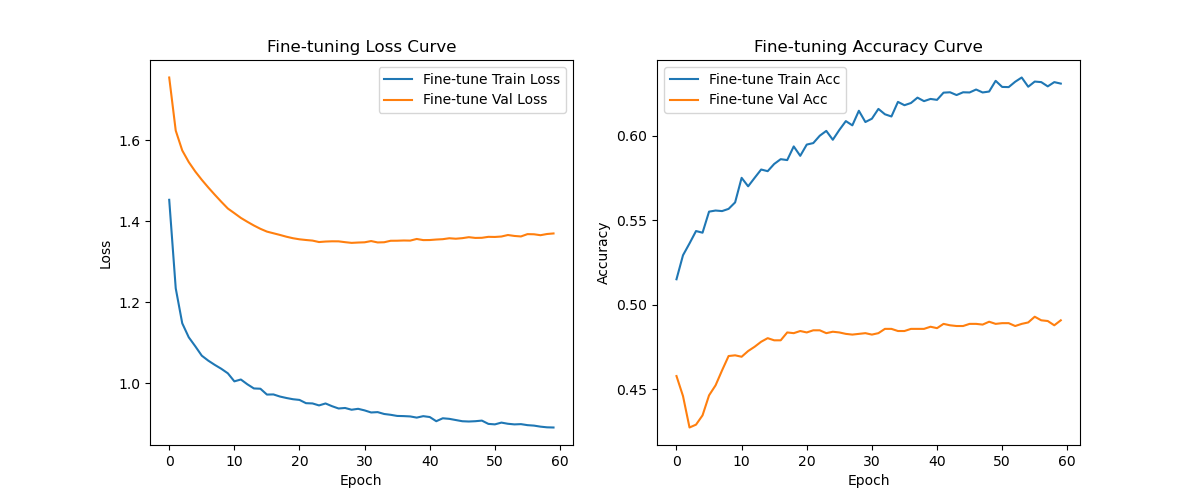 Fine-tuning Loss Curve
Fine-tune Train Loss
Fine-tune Val Loss
1.6
1.4
1.2
1.0
Loss
0 10 20 30 40 50 60
Epoch
Fine-tuning Accuracy Curve
Fine-tune Train Acc
Fine-tune Val Acc
0.60
0.55
0.50
0.45
Accuracy
0 10 20 30 40 50 60
Epoch